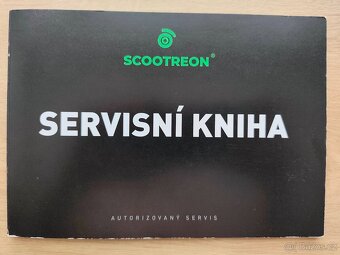 SCOOTREON®
SERVISNÍ KNIHA
AUTORIZOVANÝ SERVIS